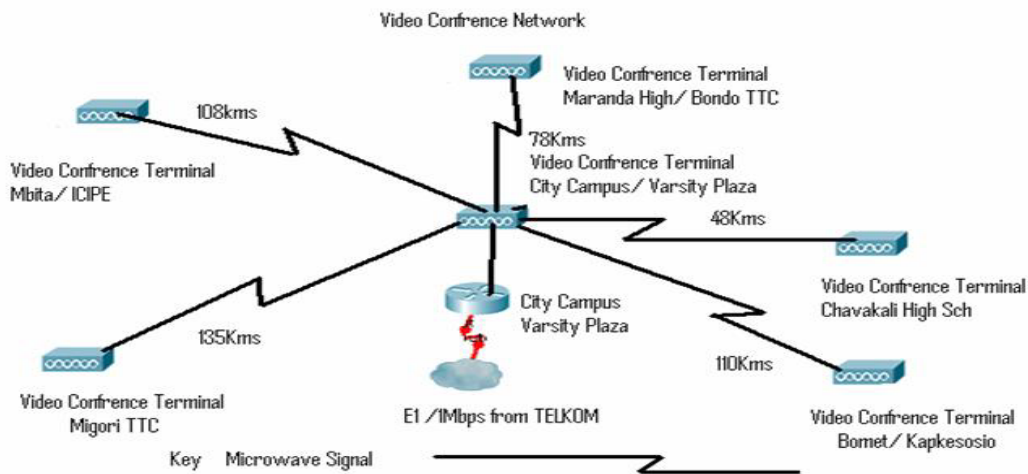 Video Confrence Network
Video Confrence Terminal
Maranda High/ Bondo TTC
108kms
78Kms
Video Confrence Terminal
City Campus/ Varsity Plaza
Video Confrence Terminal
Mbita/ ICIPE
48Kms
Video Confrence Terminal
Chavakali High Sch
City Campus
Varsity Plaza
135Kms
110Kms
Video Confrence Terminal
Migori TTC
E1 /1Mbps from TELKOM
Video Confrence Terminal
Bomet/ Kapkesosio
Key Microwave Signal